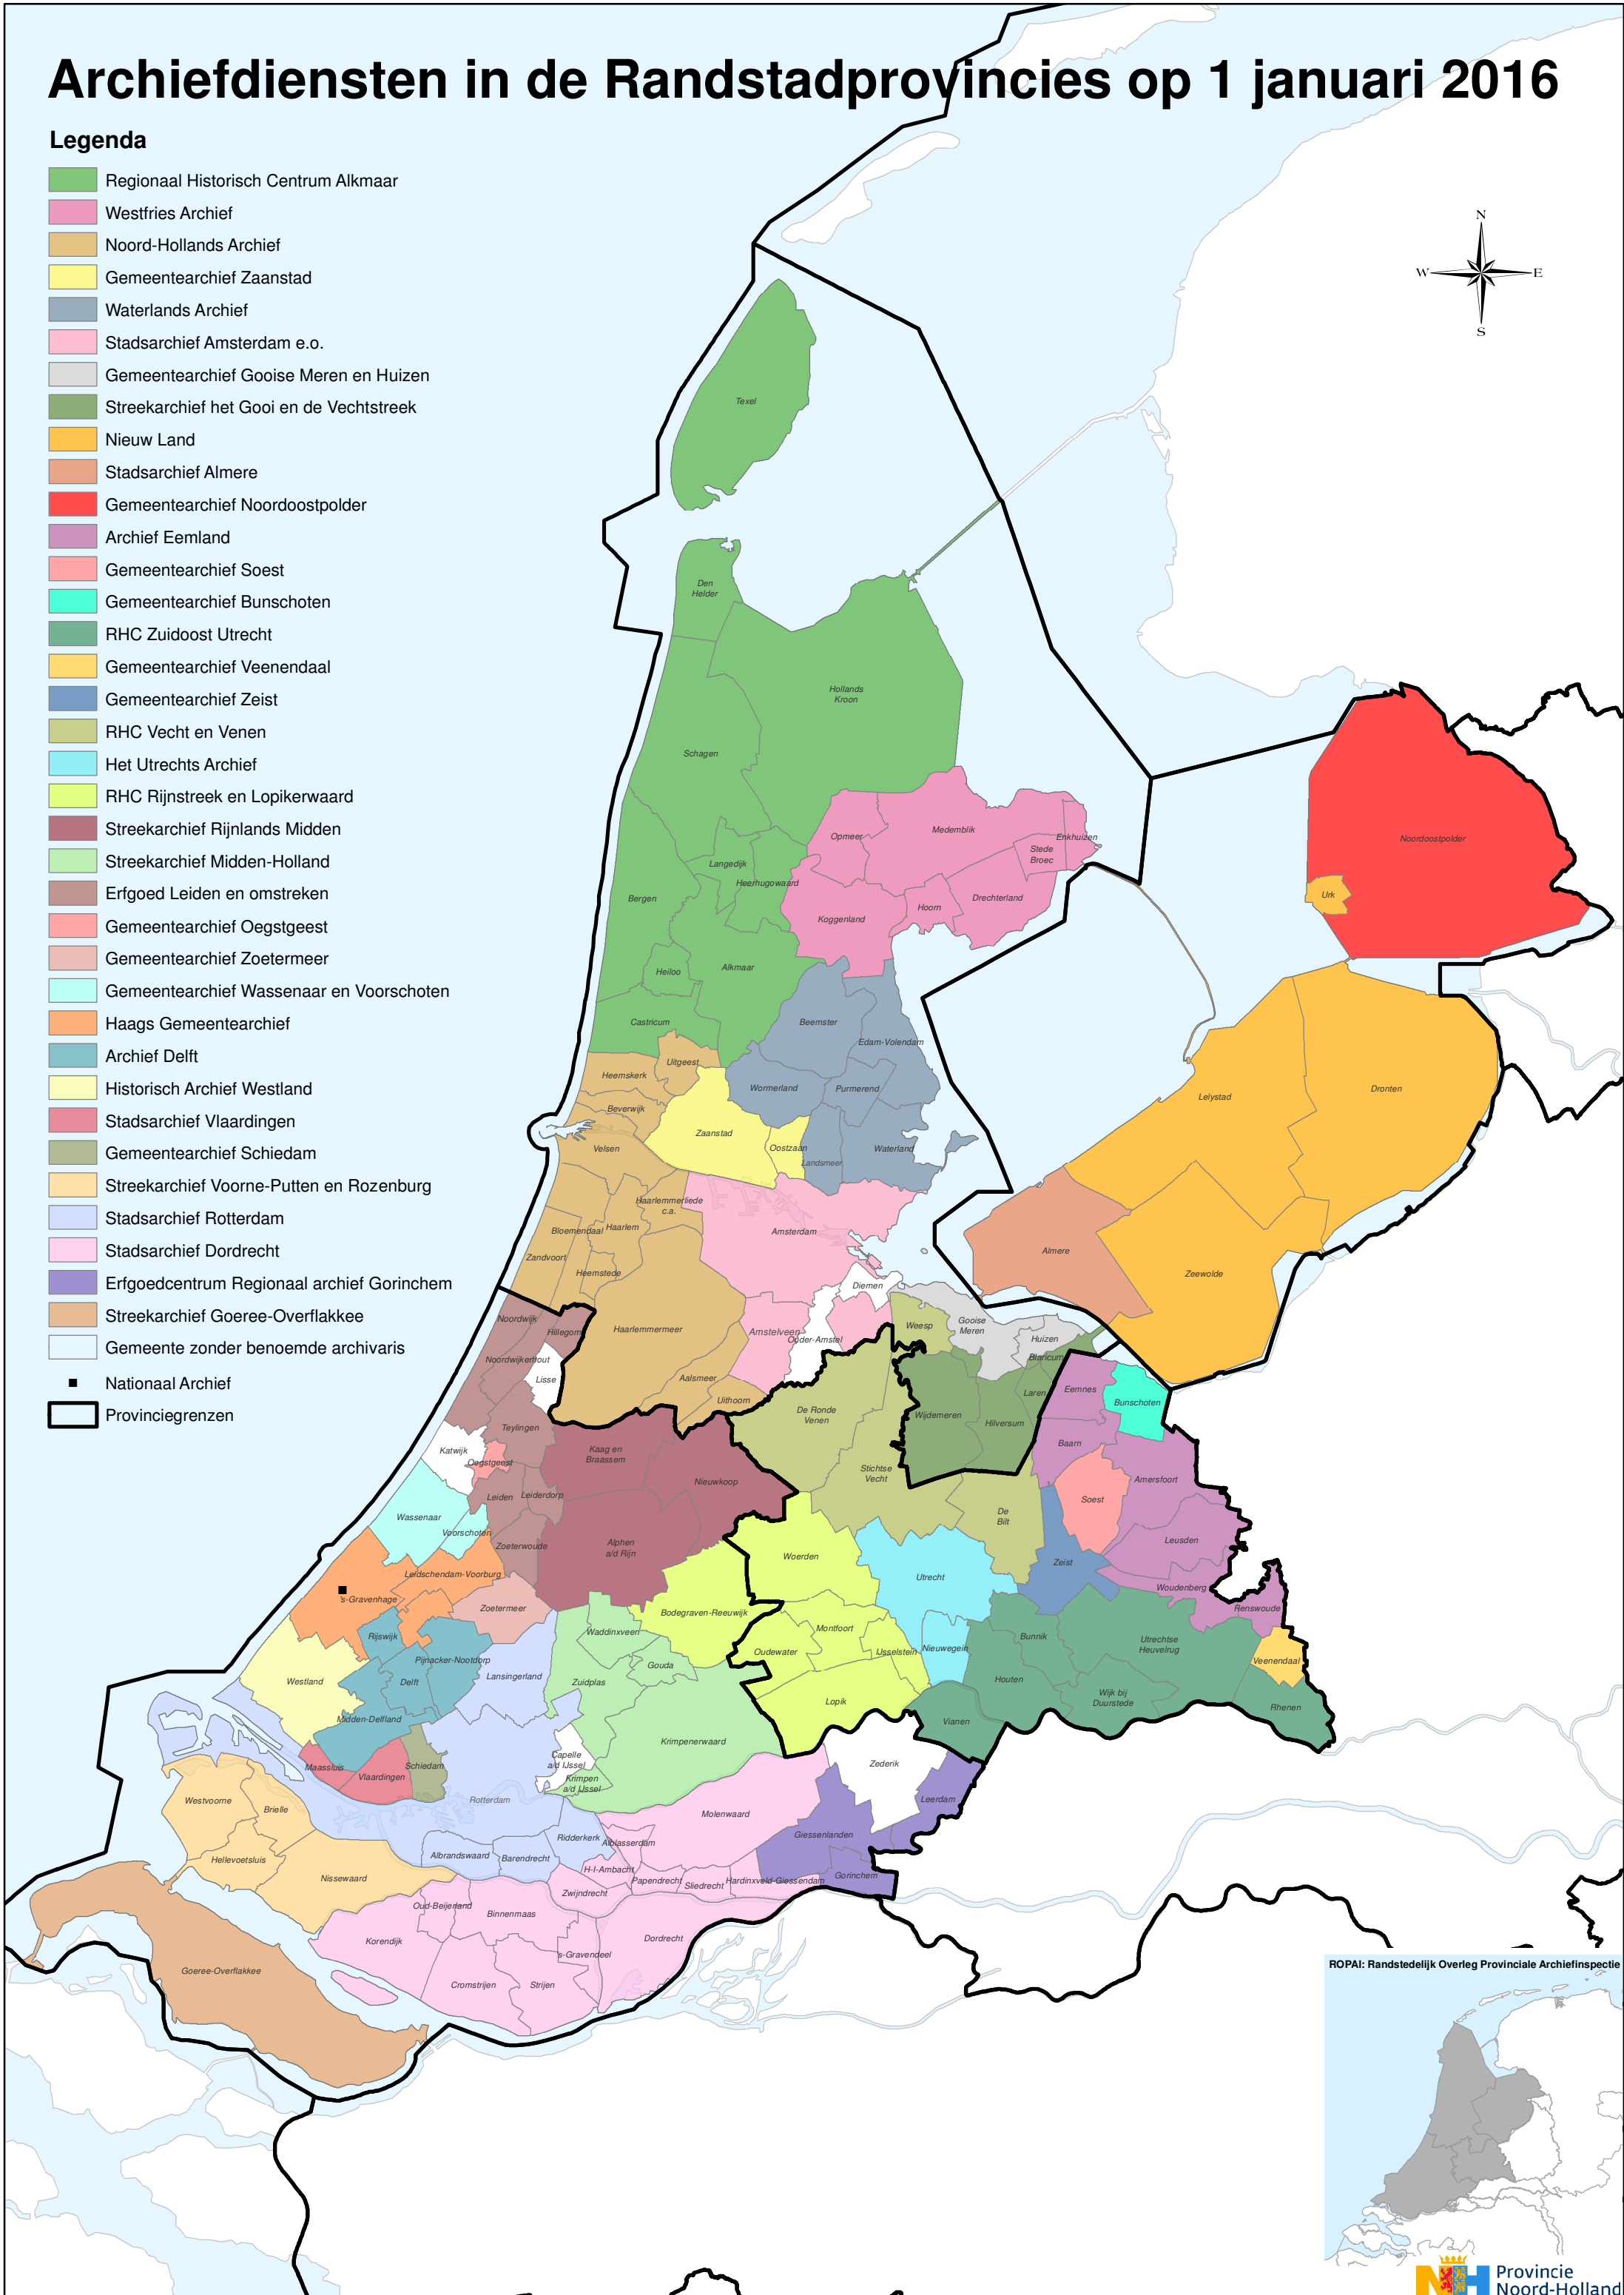 Archiefdiensten in de Randstadprovincies op 1 januari 2016
Legenda
Regionaal Historisch Centrum Alkmaar
Westfries Archief
Noord-Hollands Archief
Gemeentearchief Zaanstad
Waterlands Archief
Stadsarchief Amsterdam e.o.
Gemeentearchief Gooise Meren en Huizen
Streekarchief het Gooi en de Vechtstreek
Nieuw Land
Stadsarchief Almere
Gemeentearchief Noordoostpolder
Archief Eemland
Gemeentearchief Soest
Gemeentearchief Bunschoten
RHC Zuidoost Utrecht
Gemeentearchief Veenendaal
Gemeentearchief Zeist
RHC Vecht en Venen
Het Utrechts Archief
RHC Rijnstreek en Lopikerwaard
Streekarchief Rijnlands Midden
Streekarchief Midden-Holland
Erfgoed Leiden en omstreken
Gemeentearchief Oegstgeest
Gemeentearchief Zoetermeer
Gemeentearchief Wassenaar en Voorschoten
Haags Gemeentearchief
Archief Delft
Historisch Archief Westland
Stadsarchief Vlaardingen
Gemeentearchief Schiedam
Streekarchief Voorne-Putten en Rozenburg
Stadsarchief Rotterdam
Stadsarchief Dordrecht
Erfgoedcentrum Regionaal archief Gorinchem
Streekarchief Goeree-Overflakkee
Gemeente zonder benoemde archivaris
Nationaal Archief
Provinciegrenzen
N
W
E
S
Texel
Den
Helder
Hollands
Kroon
Schagen
Opmeer
Medemblik
Enkhuizen
Stede
Broec
Langedijk
Heerhugowaard
Bergen
Drechterland
Hoorn
Koggenland
Heiloo
Alkmaar
Castricum
Beemster
Edam-Volendam
Uitgeest
Heemskerk
Wormerland
Purmerend
Beverwijk
Zaanstad
Oostzaan
Landsmeer
Waterland
Velsen
Haarlemmerliede
c.a.
Haarlem
Bloemendaal
Amsterdam
Zandvoort
Heemstede
Diemen
Haarlemmermeer
Amstelveen
Ouder-Amstel
Weesp
Gooise
Meren
Huizen
Blaricum
Aalsmeer
Uithoorn
Laren
Wijdemeren
Hilversum
Noordoostpolder
Urk
Lelystad
Dronten
Almere
Zeewolde
Noordwijk
Hillegom
Noordwijkerhout
Lisse
Teylingen
Katwijk
Oegstgeest
Kaag en
Braassem
Nieuwkoop
Leiden
Leiderdorp
Wassenaar
Voorschoten
Zoeterwoude
Alphen
a/d Rijn
Leidschendam-Voorburg
's-Gravenhage
Zoetermeer
Bodegraven-Reeuwijk
Rijswijk
Pijnacker-Nootdorp
Waddinxveen
Gouda
Lansingerland
Zuidplas
Westland
Delft
Midden-Delfland
Krimpenerwaard
Maassluis
Vlaardingen
Schiedam
Capelle
a/d IJssel
Krimpen
a/d IJssel
Rotterdam
Westvoorne
Brielle
Hellevoetsluis
Nissewaard
Albrandswaard
Barendrecht
Ridderkerk
Alblasserdam
Molenwaard
H-I-Ambacht
Papendrecht
Sliedrecht
Hardinxveld-Giessendam
Zwijndrecht
Giessenlanden
Gorinchem
Leerdam
Zederik
Oud-Beijerland
Binnenmaas
Korendijk
's-Gravendeel
Dordrecht
Cromstrijen
Strijen
Goeree-Overflakkee
De Ronde
Venen
Stichtse
Vecht
De
Bilt
Eemnes
Bunschoten
Baarn
Soest
Amersfoort
Leusden
Zeist
Woudenberg
Renswoude
Woerden
Utrecht
Montfoort
Oudewater
IJsselstein
Nieuwegein
Bunnik
Utrechtse
Heuvelrug
Veenendaal
Houten
Wijk bij
Duurstede
Rhenen
Lopik
Vianen
ROPAI: Randstedelijk Overleg Provinciale Archiefinspectie
NH
Provincie
Noord-Holland